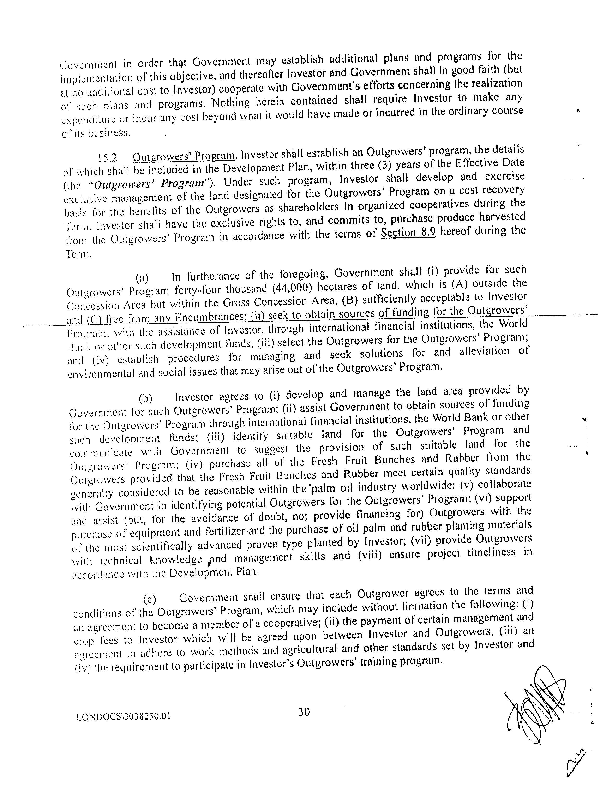 Government in order that Government may establish additional plans and programs for the
implementation of this objective, and thereafter Investor and Government shall in good faith (but
at no additional cost to Investor) cooperate with Government's efforts concerning the realization
of such plans and programs. Nothing herein contained shall require Investor to make any
expenditure or incur any cost beyond what it would have made or incurred in the ordinary course
of its business.
15.2 Outgrowers' Program. Investor shall establish an Outgrowers' program, the details
of which shall be included in the Development Plan, within three (3) years of the Effective Date
(the "Outgrowers' Program"). Under such program, Investor shall develop and exercise
exclusive management of the land designated for the Outgrowers' Program on a cost recovery
basis for the benefits of the Outgrowers as shareholders in organized cooperatives during the
Term. Investor shall have the exclusive rights to, and commits to, purchase produce harvested
from the Outgrowers' Program in accordance with the terms of Section 8.9 hereof during the
Term.
(a) In furtherance of the foregoing, Government shall (i) provide for such
Outgrowers' Program forty-four thousand (44,000) hectares of land, which is (A) outside the
Concession Area but within the Gross Concession Area, (B) sufficiently acceptable to Investor
and (C) free from any Encumbrances; (ii) seek to obtain sources of funding for the Outgrowers'
Program, with the assistance of Investor, through international financial institutions, the World
Bank or other such development funds; (iii) select the Outgrowers for the Outgrowers' Program;
and (iv) establish procedures for managing and seek solutions for and alleviation of
environmental and social issues that may arise out of the Outgrowers' Program.
(b) Investor agrees to (i) develop and manage the land area provided by
Government for such Outgrowers' Program; (ii) assist Government to obtain sources of funding
for the Outgrowers' Program through international financial institutions, the World Bank or other
such development funds; (iii) identify suitable land for the Outgrowers' Program and
communicate with Government to suggest the provision of such suitable land for the
Outgrowers' Program; (iv) purchase all of the Fresh Fruit Bunches and Rubber from the
Outgrowers provided that the Fresh Fruit Bunches and Rubber meet certain quality standards
generally considered to be reasonable within the palm oil industry worldwide; (v) collaborate
with Government in identifying potential Outgrowers for the Outgrowers' Program; (vi) support
and assist (but, for the avoidance of doubt, not provide financing for) Outgrowers with the
purchase of equipment and fertilizer and the purchase of oil palm and rubber planting materials
of the most scientifically advanced proven type planted by Investor; (vii) provide Outgrowers
with technical knowledge and management skills and (viii) ensure project timeliness in
accordance with the Development Plan.
(c) Government shall ensure that each Outgrower agrees to the terms and
conditions of the Outgrowers' Program, which may include without limitation the following: (i)
an agreement to become a member of a cooperative; (ii) the payment of certain management and
crop fees to Investor which will be agreed upon between Investor and Outgrowers, (iii) an
agreement to adhere to work methods and agricultural and other standards set by Investor and
(iv) the requirement to participate in Investor's Outgrowers' training program.
LONDOCS\3038250.01
30